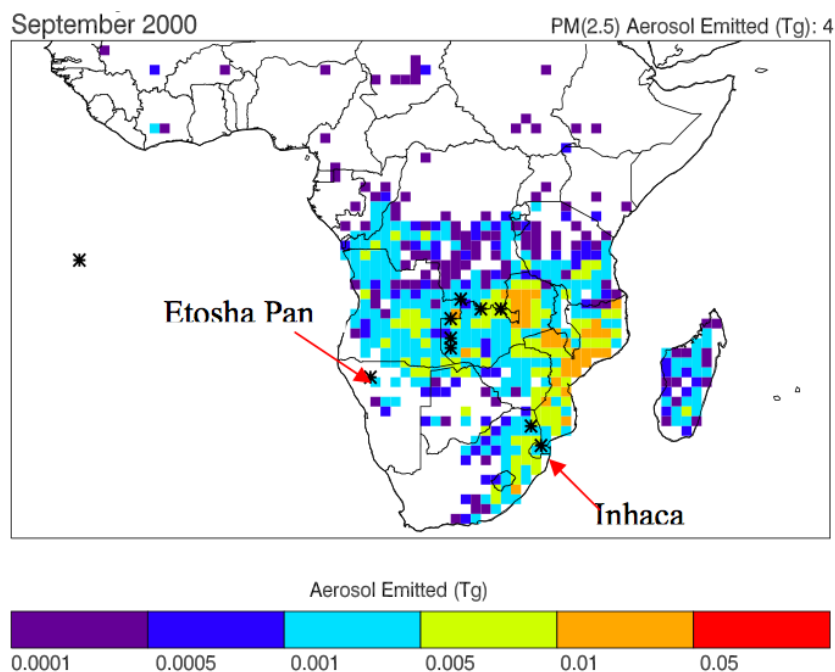 September 2000
PM(2.5) Aerosol Emitted (Tg): 4
Etosha Pan
Inhaca
Aerosol Emitted (Tg)
0.0001 0.0005 0.001 0.005 0.01 0.05